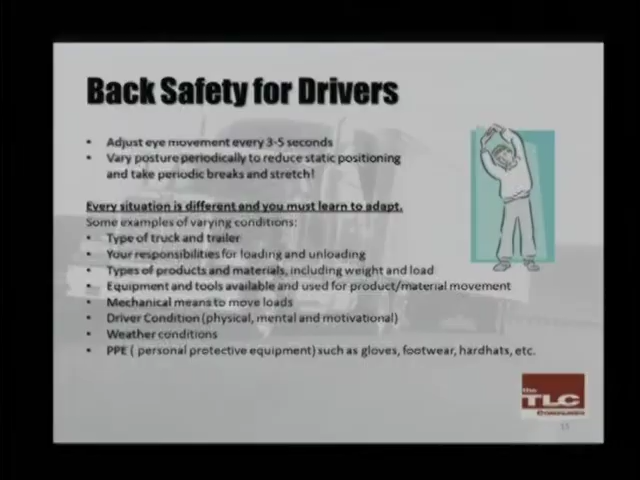 Back Safety for Drivers
• Adjust eye movement every 3-5 seconds
• Vary posture periodically to reduce static positioning
and take periodic breaks and stretch!
Every situation is different and you must learn to adapt.
Some examples of varying conditions:
• Type of truck and trailer
• Your responsibilities for loading and unloading
• Types of products and materials, including weight and load
• Equipment and tools available and used for product/material movement
• Mechanical means to move loads
• Driver Condition (physical, mental and motivational)
• Weather conditions
• PPE ( personal protective equipment) such as gloves, footwear, hardhats, etc.
the
TLC